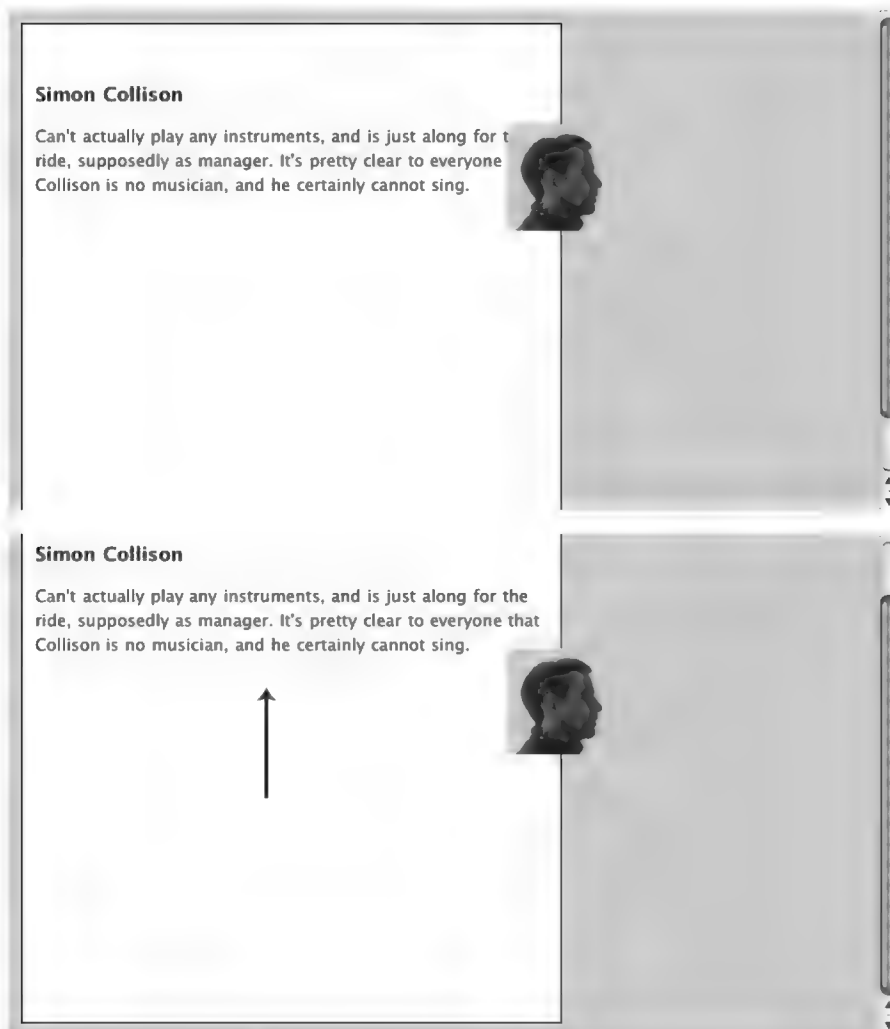 Simon Collison
Can't actually play any instruments, and is just along for t
ride, supposedly as manager. It's pretty clear to everyone
Collison is no musician, and he certainly cannot sing.
Simon Collison
Can't actually play any instruments, and is just along for the
ride, supposedly as manager. It's pretty clear to everyone that
Collison is no musician, and he certainly cannot sing.